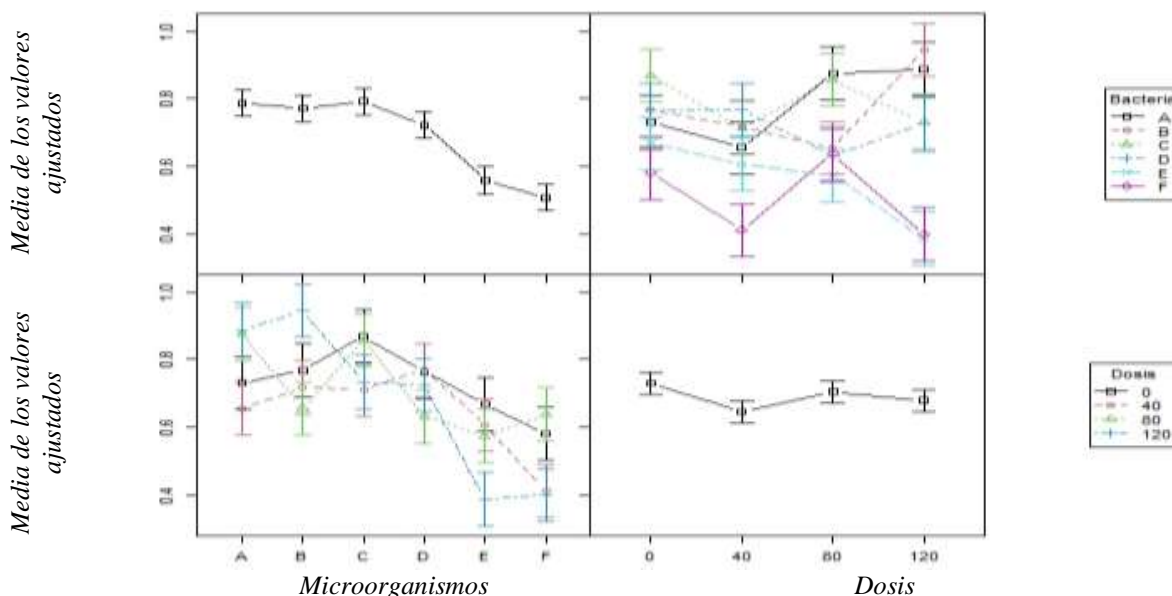 Media de los valores
ajustados
1.0
0.8
0.6
0.4
Bacteria
A
B
C
D
E
F
Media de los valores
ajustados
1.0
0.8
0.6
0.4
Dosis
0
40
80
120
A B C D E F
0 40 80 120
Microorganismos Dosis